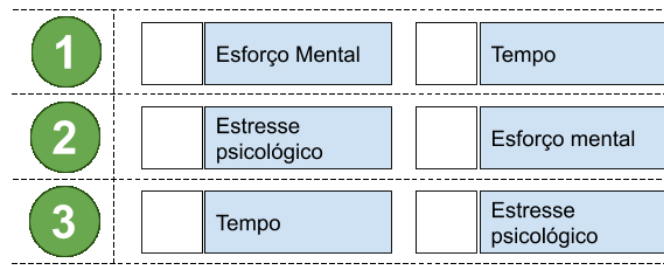 1 Esforço Mental Tempo
2 Estresse psicológico Esforço mental
3 Tempo Estresse psicológico